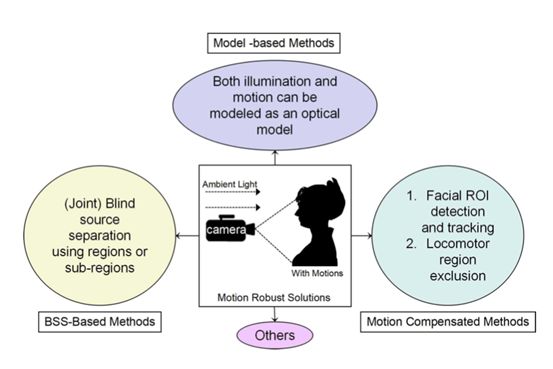 Model -based Methods
Both illumination and
motion can be
modeled as an optical
model
(Joint) Blind
source
separation
using regions or
sub-regions
BSS-Based Methods
Ambient Light
camera
With Motions
Motion Robust Solutions
1. Facial ROI
detection
and tracking
2. Locomotor
region
exclusion
Motion Compensated Methods
Others